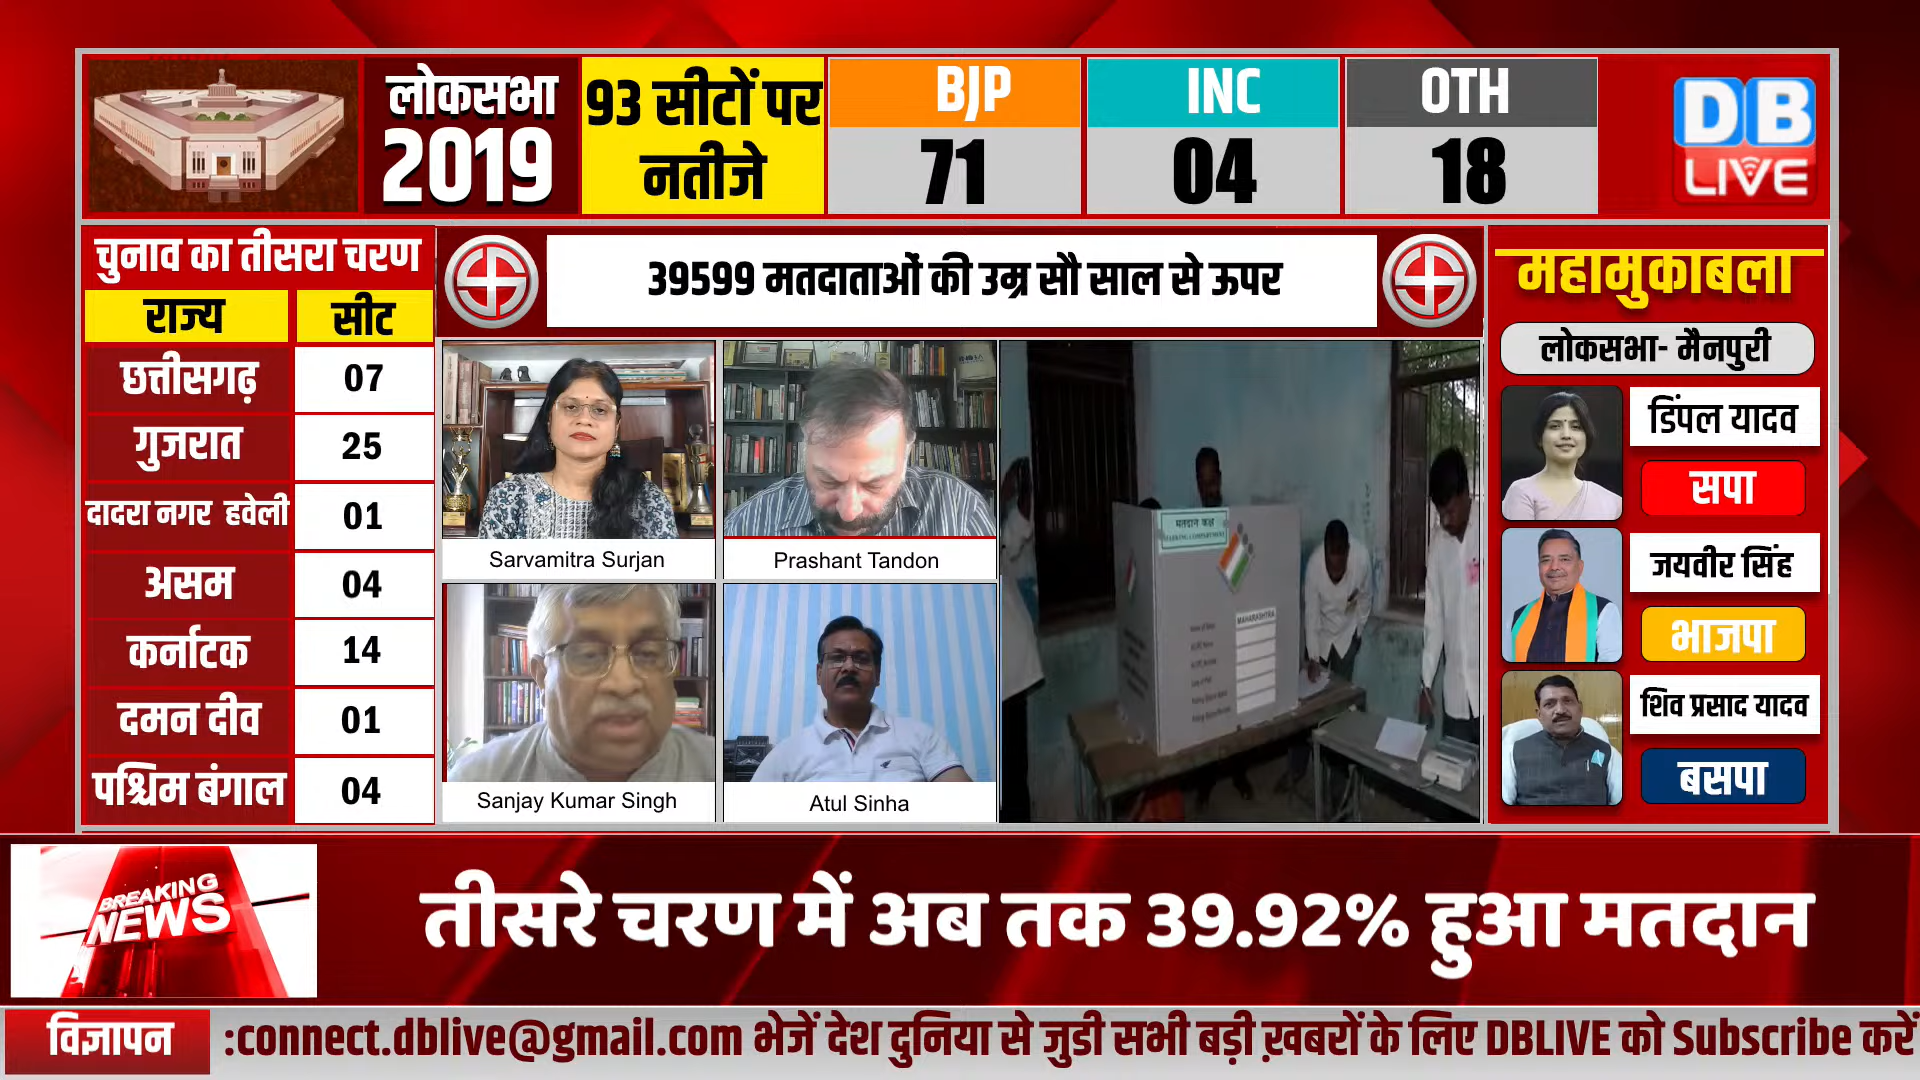 लोकसभा
2019
93 सीटों पर
नतीजे
BJP
71
INC
04
OTH
18
DB
LIVE
चुनाव का तीसरा चरण
राज्य सीट
छत्तीसगढ़ 07
गुजरात 25
दादरा नगर हवेली 01
असम 04
कर्नाटक 14
दमन दीव 01
पश्चिम बंगाल 04
39599 मतदाताओं की उम्र सौ साल से ऊपर
Sarvamitra Surjan
Prashant Tandon
Sanjay Kumar Singh
Atul Sinha
मतदान कक्ष
MAHARASHTRA
महामुकाबला
लोकसभा- मैनपुरी
डिंपल यादव
सपा
जयवीर सिंह
भाजपा
शिव प्रसाद यादव
बसपा
BREAKING
NEWS
तीसरे चरण में अब तक 39.92% हुआ मतदान
विज्ञापन
:connect.dblive@gmail.com भेजें देश दुनिया से जुडी सभी बड़ी ख़बरों के लिए DBLIVE को Subscribe करें